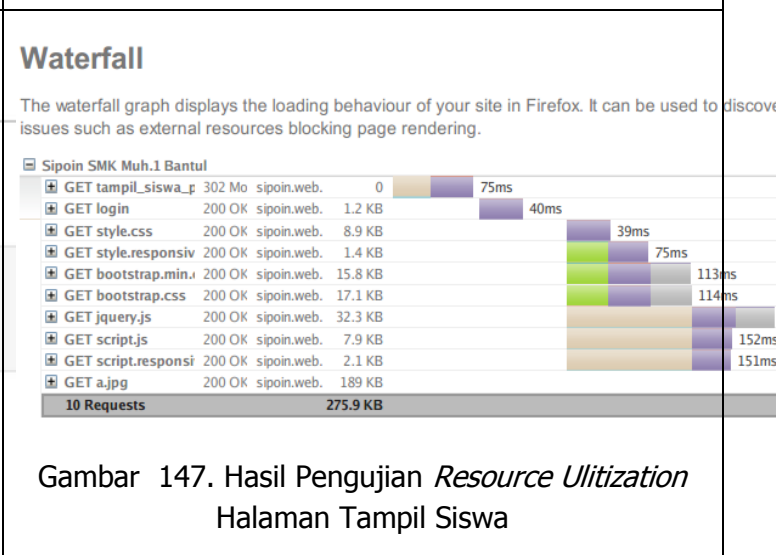 Waterfall
The waterfall graph displays the loading behaviour of your site in Firefox. It can be used to discove
issues such as external resources blocking page rendering.
Sipoin SMK Muh.1 Bantul
GET tampil_siswa_p 302 Mo sipoin.web. 0 75ms
GET login 200 OK sipoin.web. 1.2 KB 40ms
GET style.css 200 OK sipoin.web. 8.9 KB 39ms
GET style.responsiv 200 OK sipoin.web. 1.4 KB 75ms
GET bootstrap.min. 200 OK sipoin.web. 15.8 KB 113ms
GET bootstrap.css 200 OK sipoin.web. 17.1 KB 114ms
GET jquery.js 200 OK sipoin.web. 32.3 KB
GET script.js 200 OK sipoin.web. 7.9 KB 152ms
GET script.responsi 200 OK sipoin.web. 2.1 KB 151ms
GET a.jpg 200 OK sipoin.web. 189 KB
10 Requests 275.9 KB
Gambar 147. Hasil Pengujian Resource Ulitization
Halaman Tampil Siswa